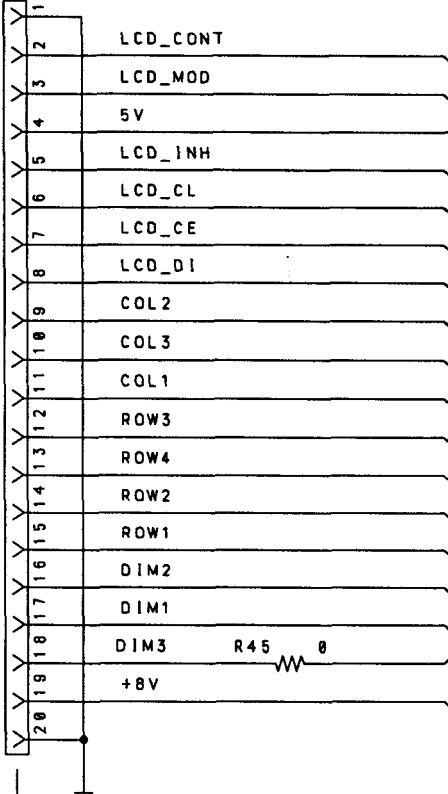 1
2 LCD_CONT
3 LCD_MOD
4 5V
5 LCD_INH
6 LCD_CL
7 LCD_CE
8 LCD_DI
9 COL2
10 COL3
11 COL1
12 ROW3
13 ROW4
14 ROW2
15 ROW1
16 DIM2
17 DIM1
18 DIM3 R45 0
19 +8V
20